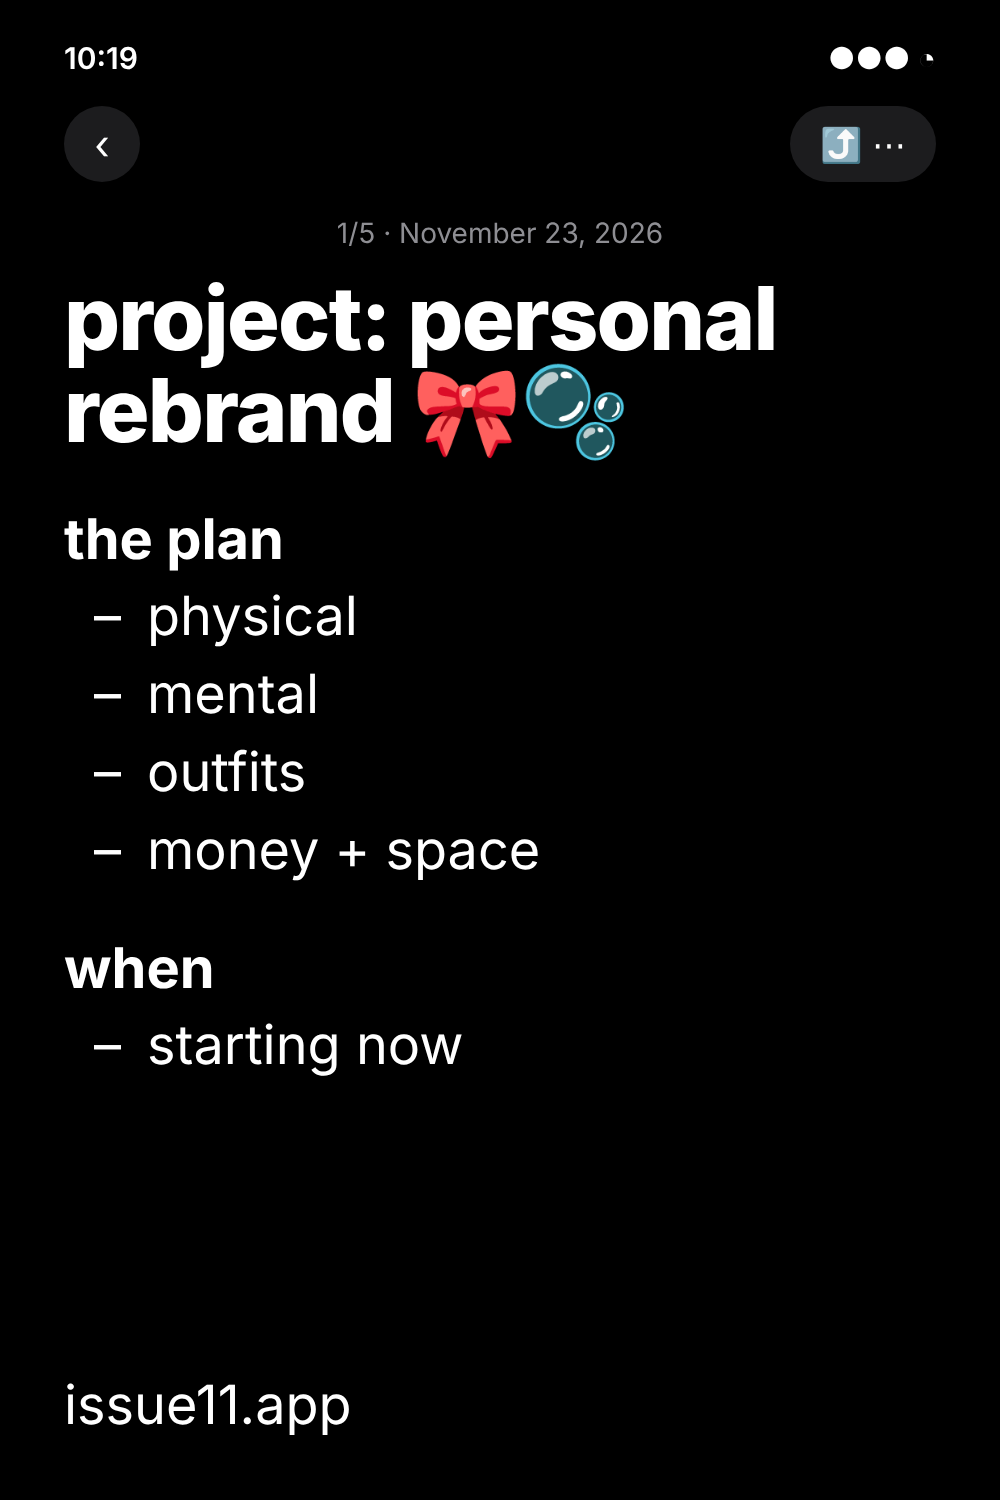 10:19
‹
⤴️ ...
1/5 · November 23, 2026
project: personal
rebrand 🎀🫧
the plan
– physical
– mental
– outfits
– money + space
when
– starting now
issue11.app